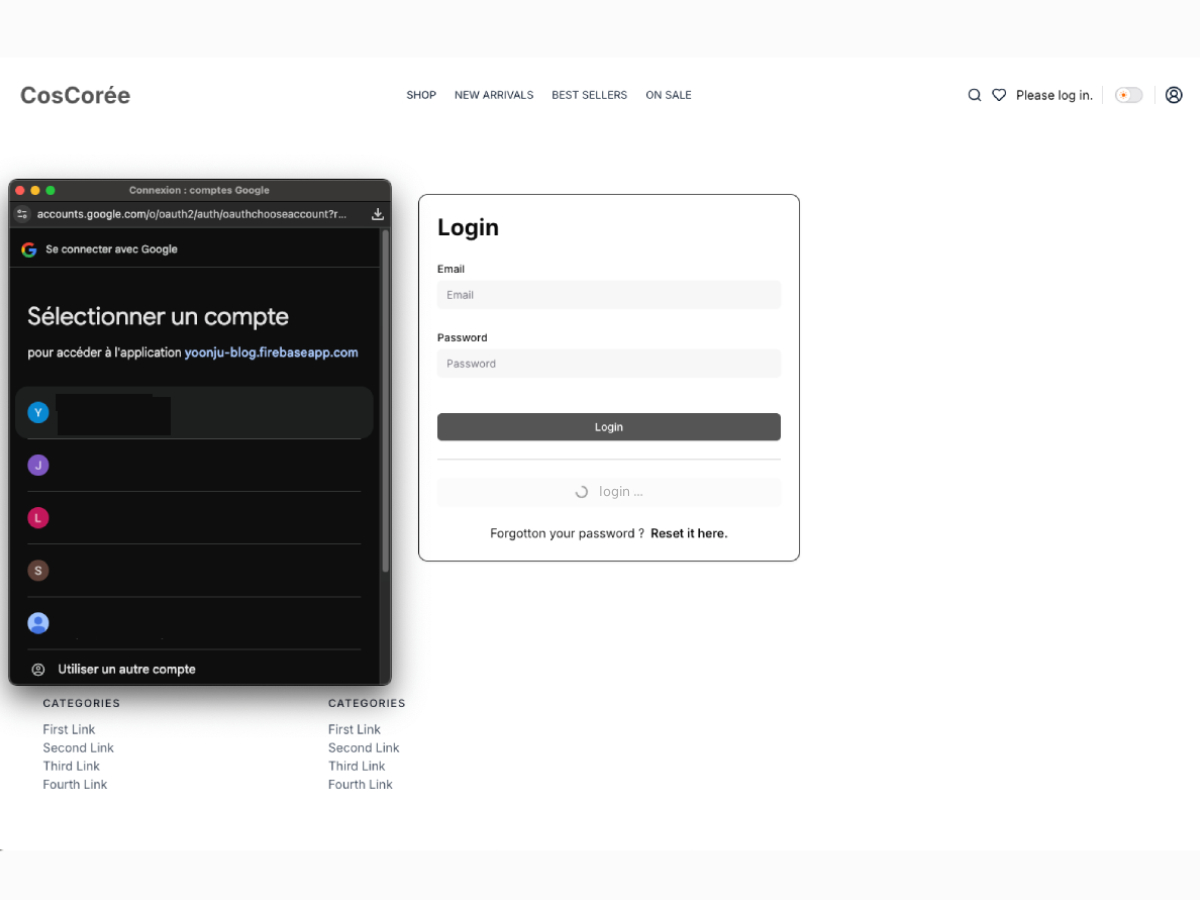 CosCorée
SHOP NEW ARRIVALS BEST SELLERS ON SALE
Please log in.
Connexion : comptes Google
accounts.google.com/o/oauth2/auth/oauthchooseaccount?r...
Se connecter avec Google
Sélectionner un compte
pour accéder à l'application yoonju-blog.firebaseapp.com
Y
J
L
S
Utiliser un autre compte
Login
Email
Email
Password
Password
Login
login ...
Forgotton your password ? Reset it here.
CATEGORIES
First Link
Second Link
Third Link
Fourth Link
CATEGORIES
First Link
Second Link
Third Link
Fourth Link